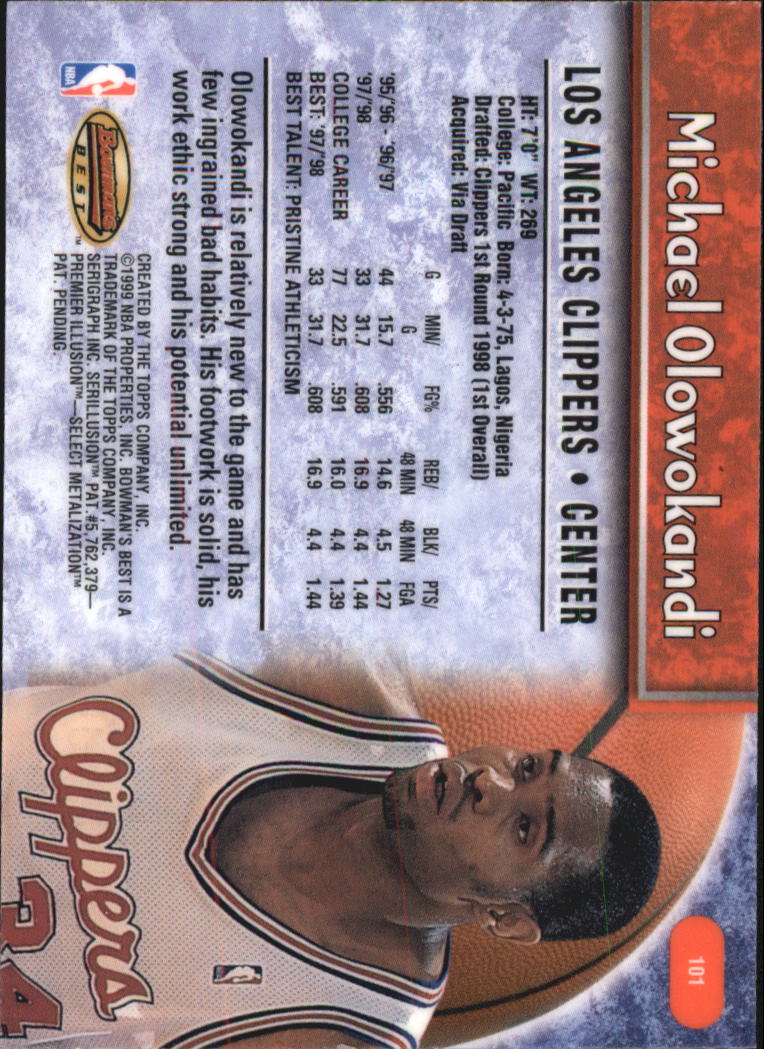 Michael Olowokandi
101
LOS ANGELES CLIPPERS • CENTER
HT: 7'0" WT: 269
College: Pacific Born: 4-3-75, Lagos, Nigeria
Drafted: Clippers 1st Round 1998 (1st Overall)
Acquired: Via Draft
G MIN/G FG% REB/48 MIN BLK/48 MIN PTS/FGA
'95/'96 - '96/'97 44 15.7 .556 14.6 4.5 1.27
'97/'98 33 31.7 .608 16.9 4.4 1.44
COLLEGE CAREER 77 22.5 .591 16.0 4.4 1.39
BEST: '97/'98 33 31.7 .608 16.9 4.4 1.44
BEST TALENT: PRISTINE ATHLETICISM
Olowokandi is relatively new to the game and has
few ingrained bad habits. His footwork is solid, his
work ethic strong and his potential unlimited.
NBA
Bowman's
BEST™
CREATED BY THE TOPPS COMPANY, INC.
©1999 NBA PROPERTIES, INC. BOWMAN'S BEST IS A
TRADEMARK OF THE TOPPS COMPANY, INC.
SERIGRAPH INC. SERILLUSION™ PAT. #5,762,379—
PREMIER ILLUSION™—SELECT METALIZATION™
PAT. PENDING.
Clippers
34